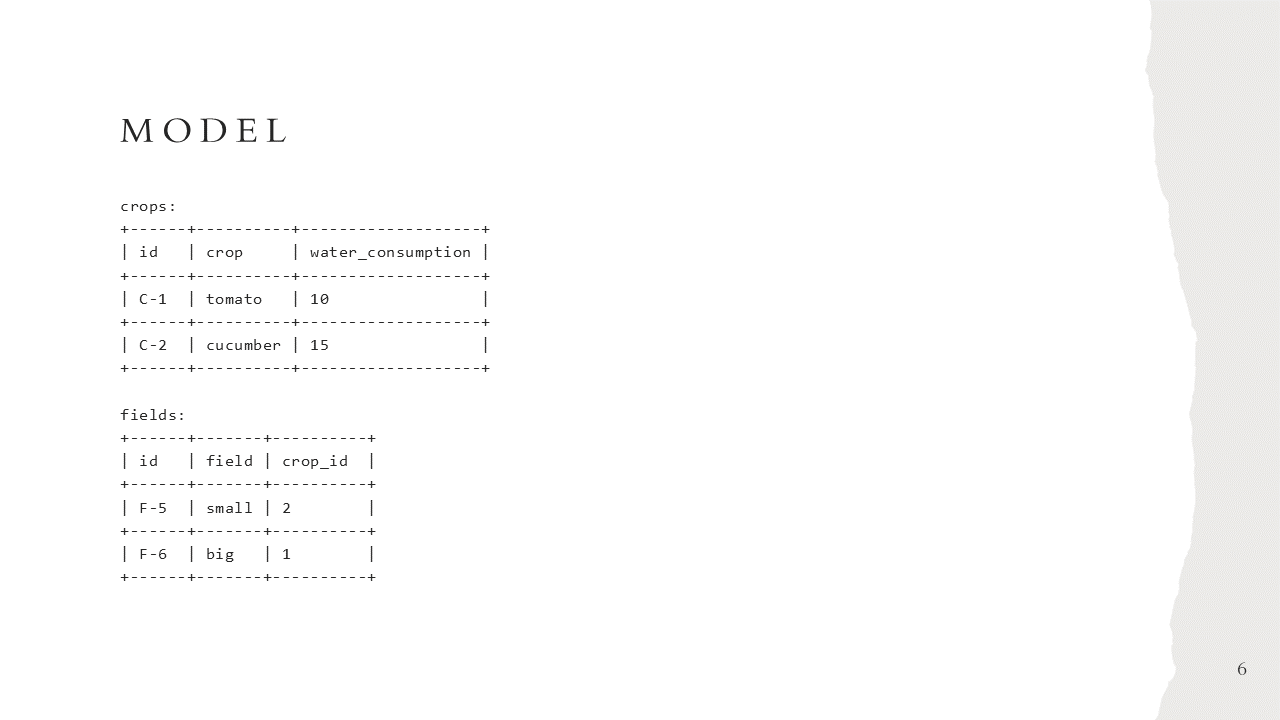 MODEL
crops:
+------+----------+-------------------+
| id   | crop     | water_consumption |
+------+----------+-------------------+
| C-1  | tomato   | 10                |
+------+----------+-------------------+
| C-2  | cucumber | 15                |
+------+----------+-------------------+
fields:
+------+-------+----------+
| id   | field | crop_id  |
+------+-------+----------+
| F-5  | small | 2        |
+------+-------+----------+
| F-6  | big   | 1        |
+------+-------+----------+
6